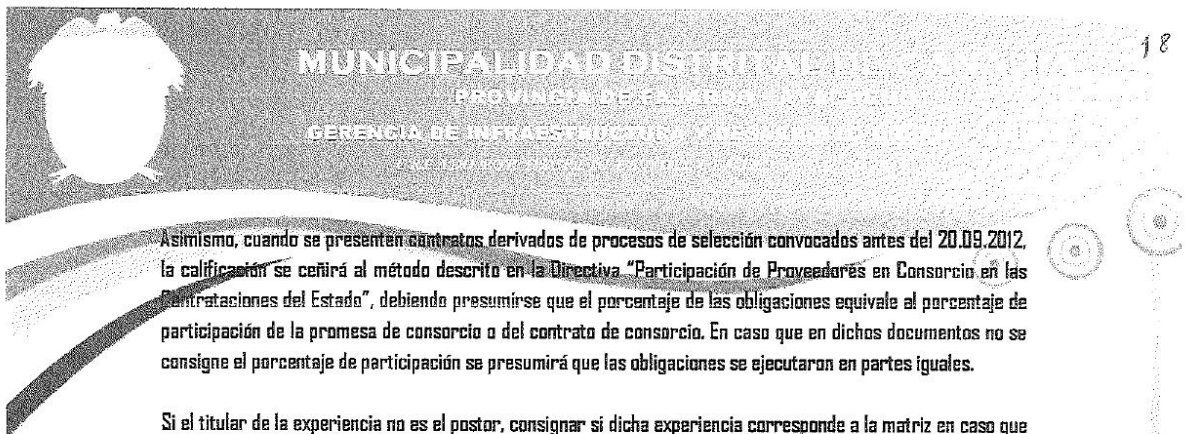 MUNICIPALIDAD DISTRITAL DE
18
PROVINCIA DE FAJARDO
GERENCIA DE INFRAESTRUCTURA Y
Asimismo, cuando se presenten contratos derivados de procesos de selección convocados antes del 20.09.2012,
la calificación se ceñirá al método descrito en la Directiva “Participación de Proveedores en Consorcio en las
Contrataciones del Estado”, debiendo presumirse que el porcentaje de las obligaciones equivale al porcentaje de
participación de la promesa de consorcio o del contrato de consorcio. En caso que en dichos documentos no se
consigne el porcentaje de participación se presumirá que las obligaciones se ejecutaron en partes iguales.
Si el titular de la experiencia no es el postor, consignar si dicha experiencia corresponde a la matriz en caso que